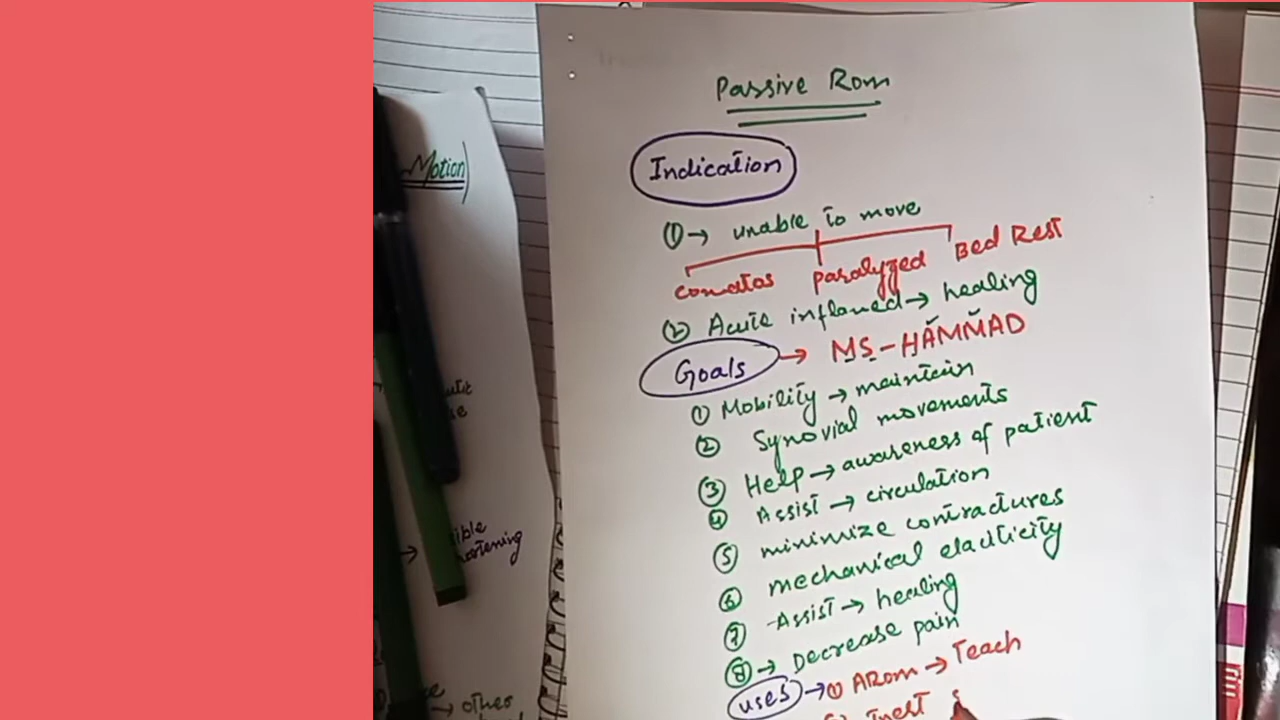 Motion)
Passive Rom
Indication
① → unable to move
comatos paralyzed Bed Rest
② Acute inflamed → healing
Goals → MS-HAMMAD
① Mobility → maintain
② Synovial movements
③ Help → awareness of patient
④ Assist → circulation
⑤ minimize contractures
⑥ mechanical elacticity
⑦ Assist → healing
⑧ → Decrease pain
uses → ① ARom → Teach
→ other